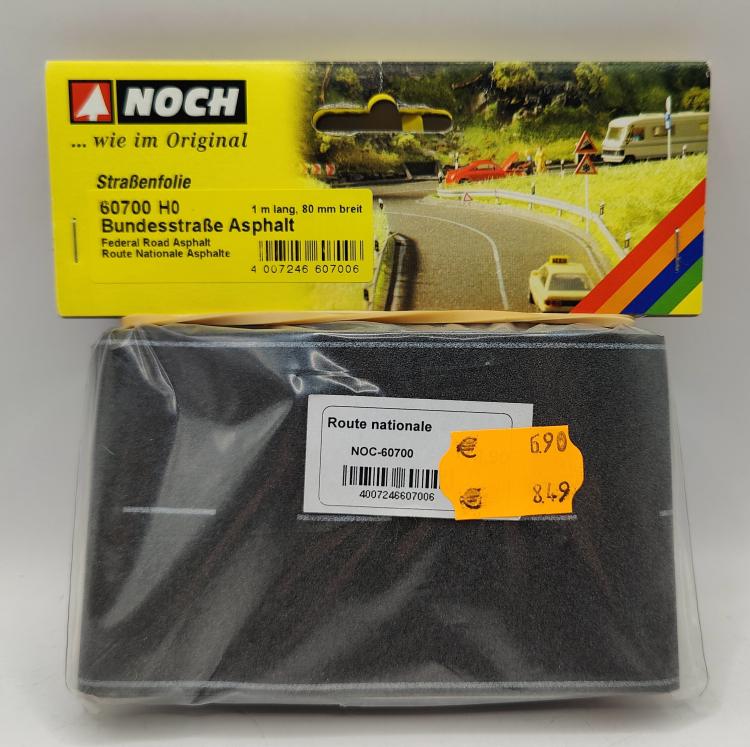 NOCH
... wie im Original
Straßenfolie
60700 H0 1 m lang, 80 mm breit
Bundesstraße Asphalt
Federal Road Asphalt
Route Nationale Asphalte
4 007246 607006
Route nationale
NOC-60700
4007246607006
€ 6.90
€ 8.49